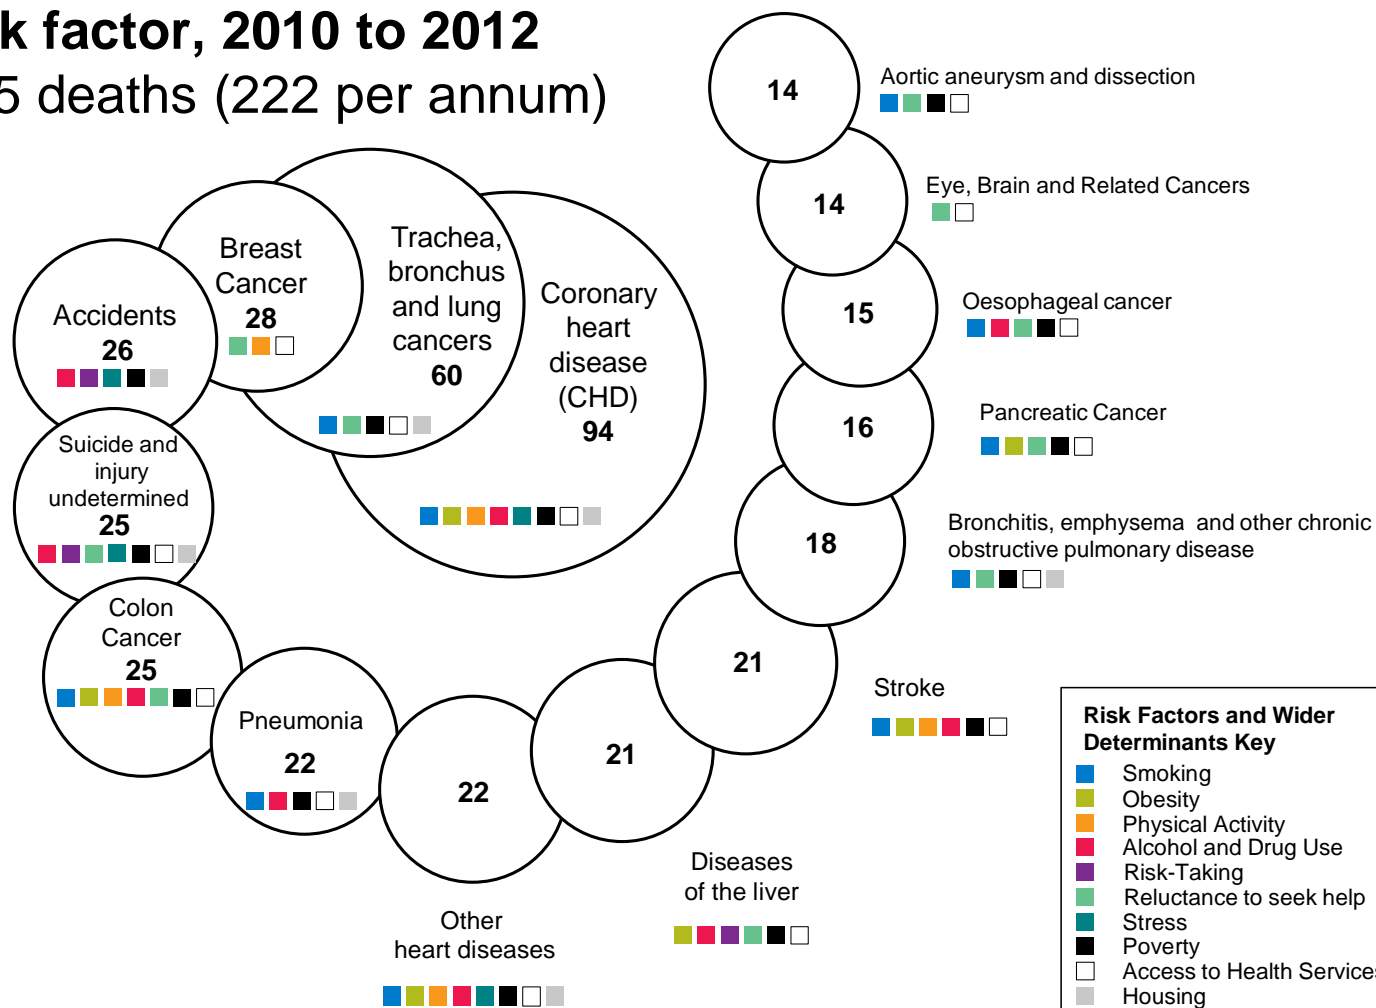 k factor, 2010 to 2012
5 deaths (222 per annum)
14
Aortic aneurysm and dissection
14
Eye, Brain and Related Cancers
15
Oesophageal cancer
16
Pancreatic Cancer
18
Bronchitis, emphysema and other chronic
obstructive pulmonary disease
21
Stroke
21
Diseases
of the liver
22
Other
heart diseases
Pneumonia
22
Colon
Cancer
25
Suicide and
injury
undetermined
25
Accidents
26
Breast
Cancer
28
Trachea,
bronchus
and lung
cancers
60
Coronary
heart
disease
(CHD)
94
Risk Factors and Wider
Determinants Key
Smoking
Obesity
Physical Activity
Alcohol and Drug Use
Risk-Taking
Reluctance to seek help
Stress
Poverty
Access to Health Services
Housing